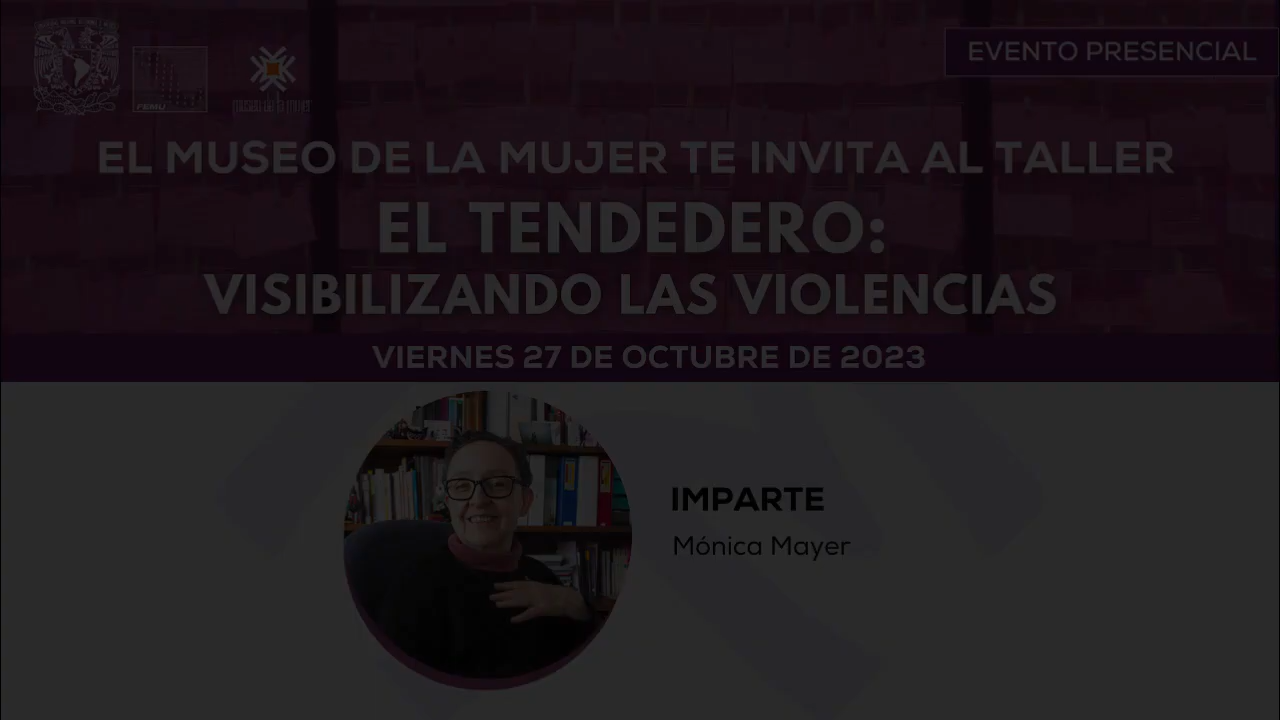 EVENTO PRESENCIAL
FEMU
EL MUSEO DE LA MUJER TE INVITA AL TALLER
EL TENDEDERO:
VISIBILIZANDO LAS VIOLENCIAS
VIERNES 27 DE OCTUBRE DE 2023
IMPARTE
Mónica Mayer